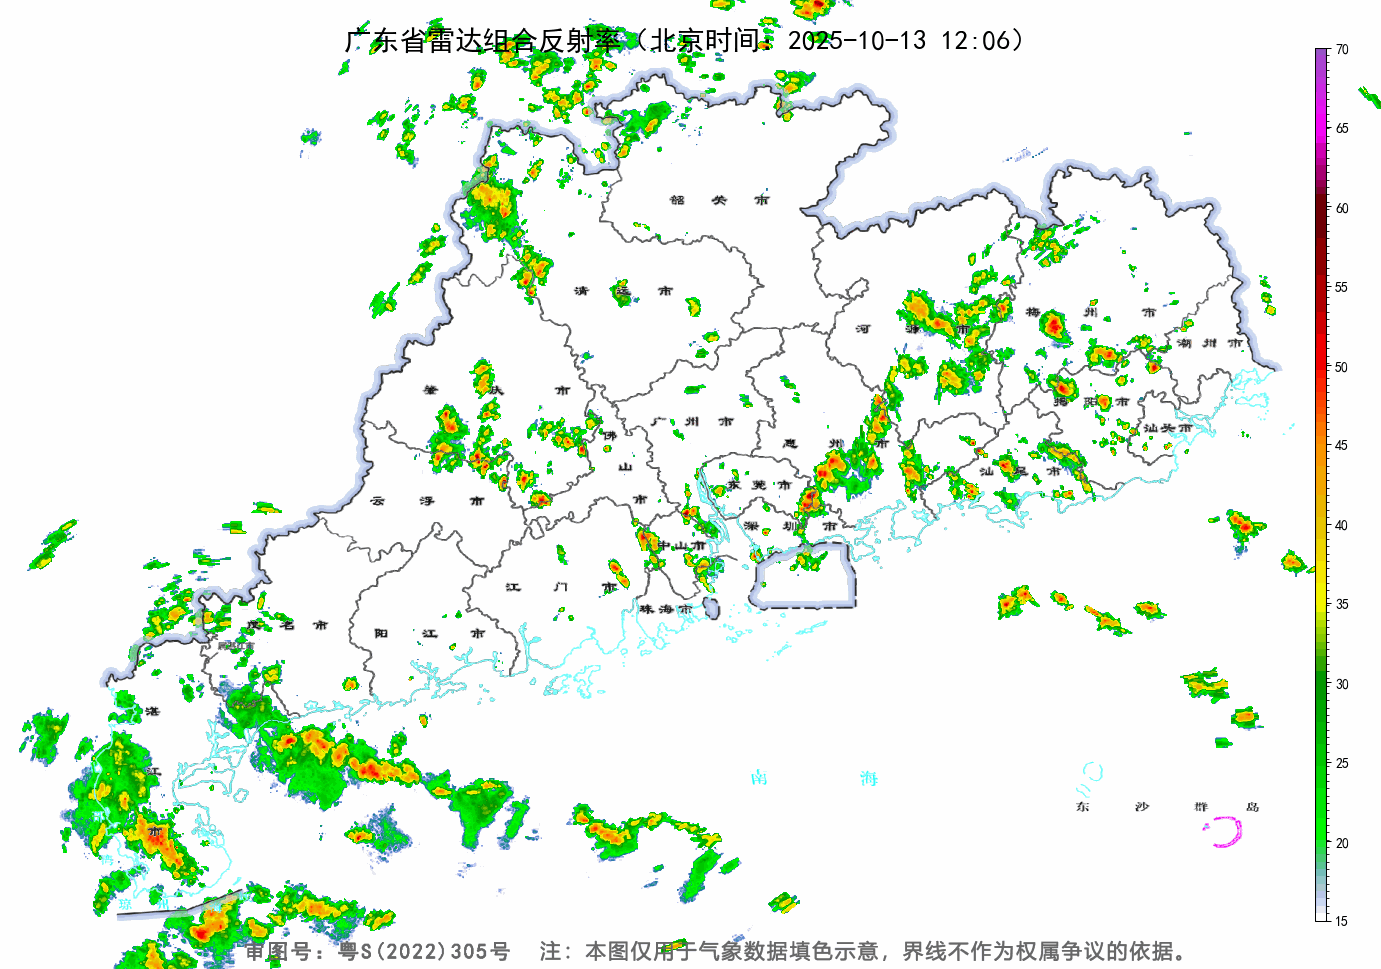 广东省雷达组合反射率（北京时间：2025-10-13 12:06）
70
65
60
55
50
45
40
35
30
25
20
15
韶 关 市
清 远 市
河 源 市
梅 州 市
潮 州 市
肇 庆 市
广 州 市
佛 山 市
惠 州 市
揭 阳 市
汕头市
汕 尾 市
东 莞 市
云 浮 市
深 圳 市
中山市
江 门 市
珠海市
茂 名 市
阳 江 市
湛 江 市
南 海
东 沙 群 岛
琼 州
审图号：粤S(2022)305号 注：本图仅用于气象数据填色示意，界线不作为权属争议的依据。